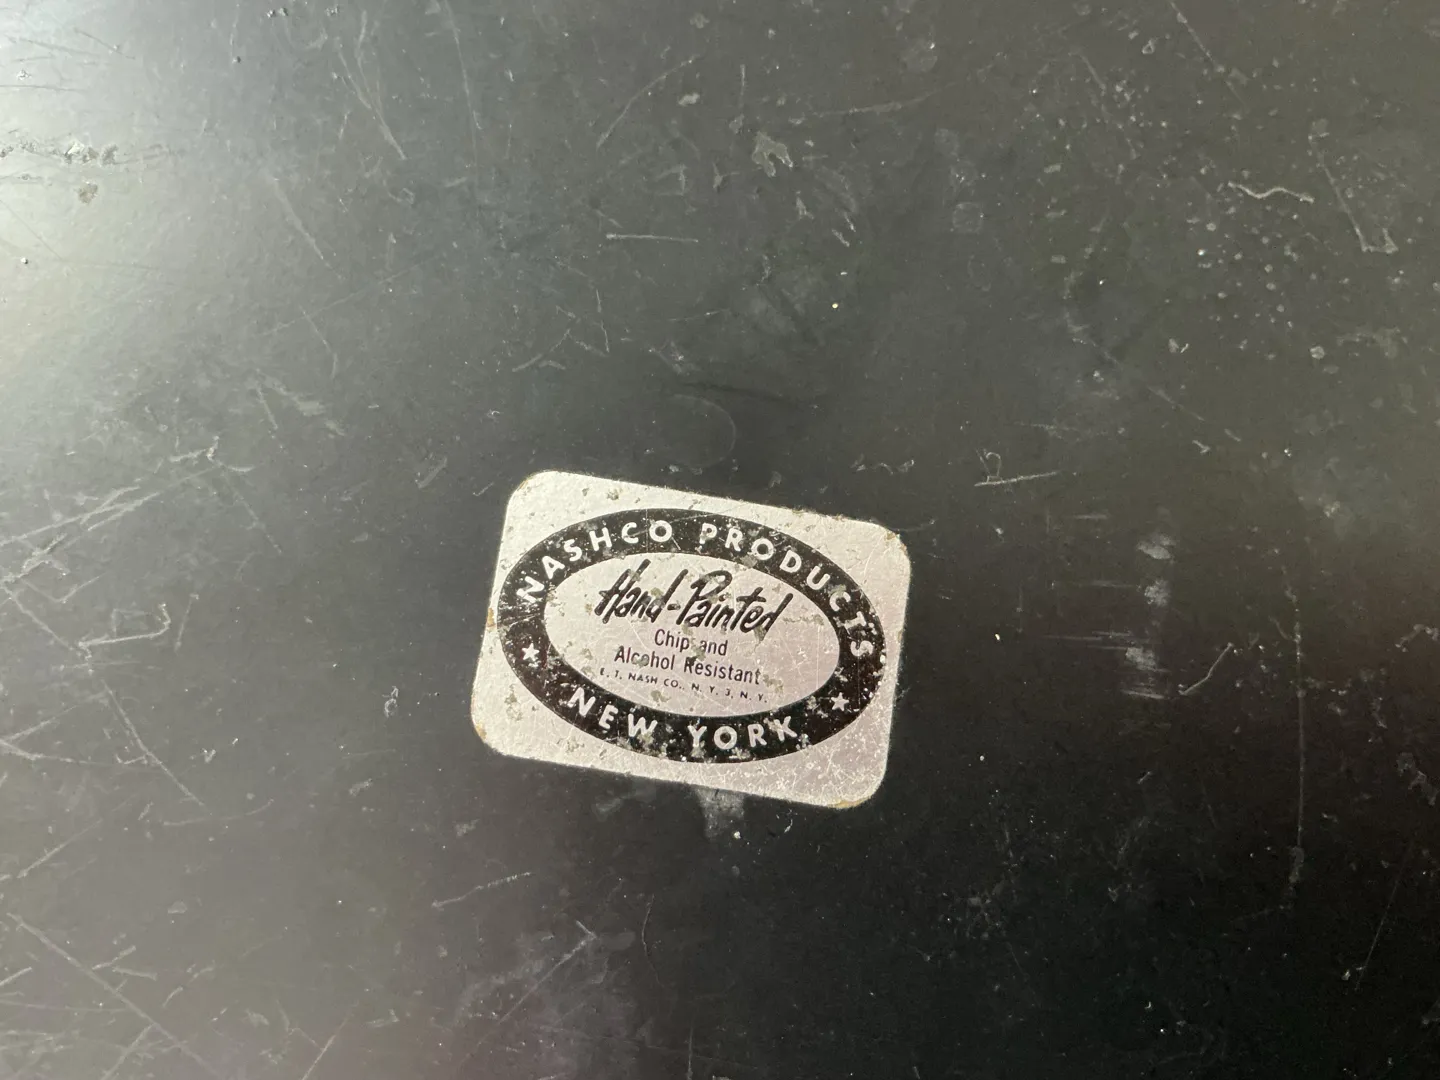 NASHCO PRODUCTS
Hand-Painted
Chip and
Alcohol Resistant
E. T. NASH CO., N. Y. 3, N. Y.
NEW YORK